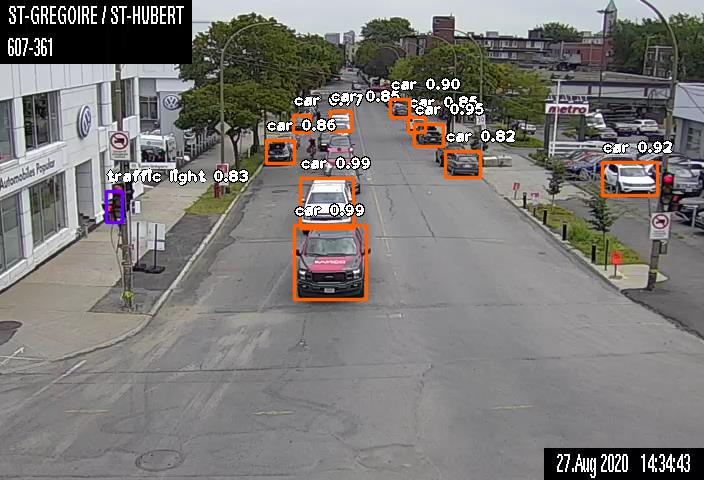 ST-GREGOIRE / ST-HUBERT
607-361
car 0.90
car 0.85
car 0.95
car 0.86
car 0.82
car 0.92
car 0.99
traffic light 0.83
car 0.99
metro
Automobiles Popular
27.Aug 2020 14:34:43